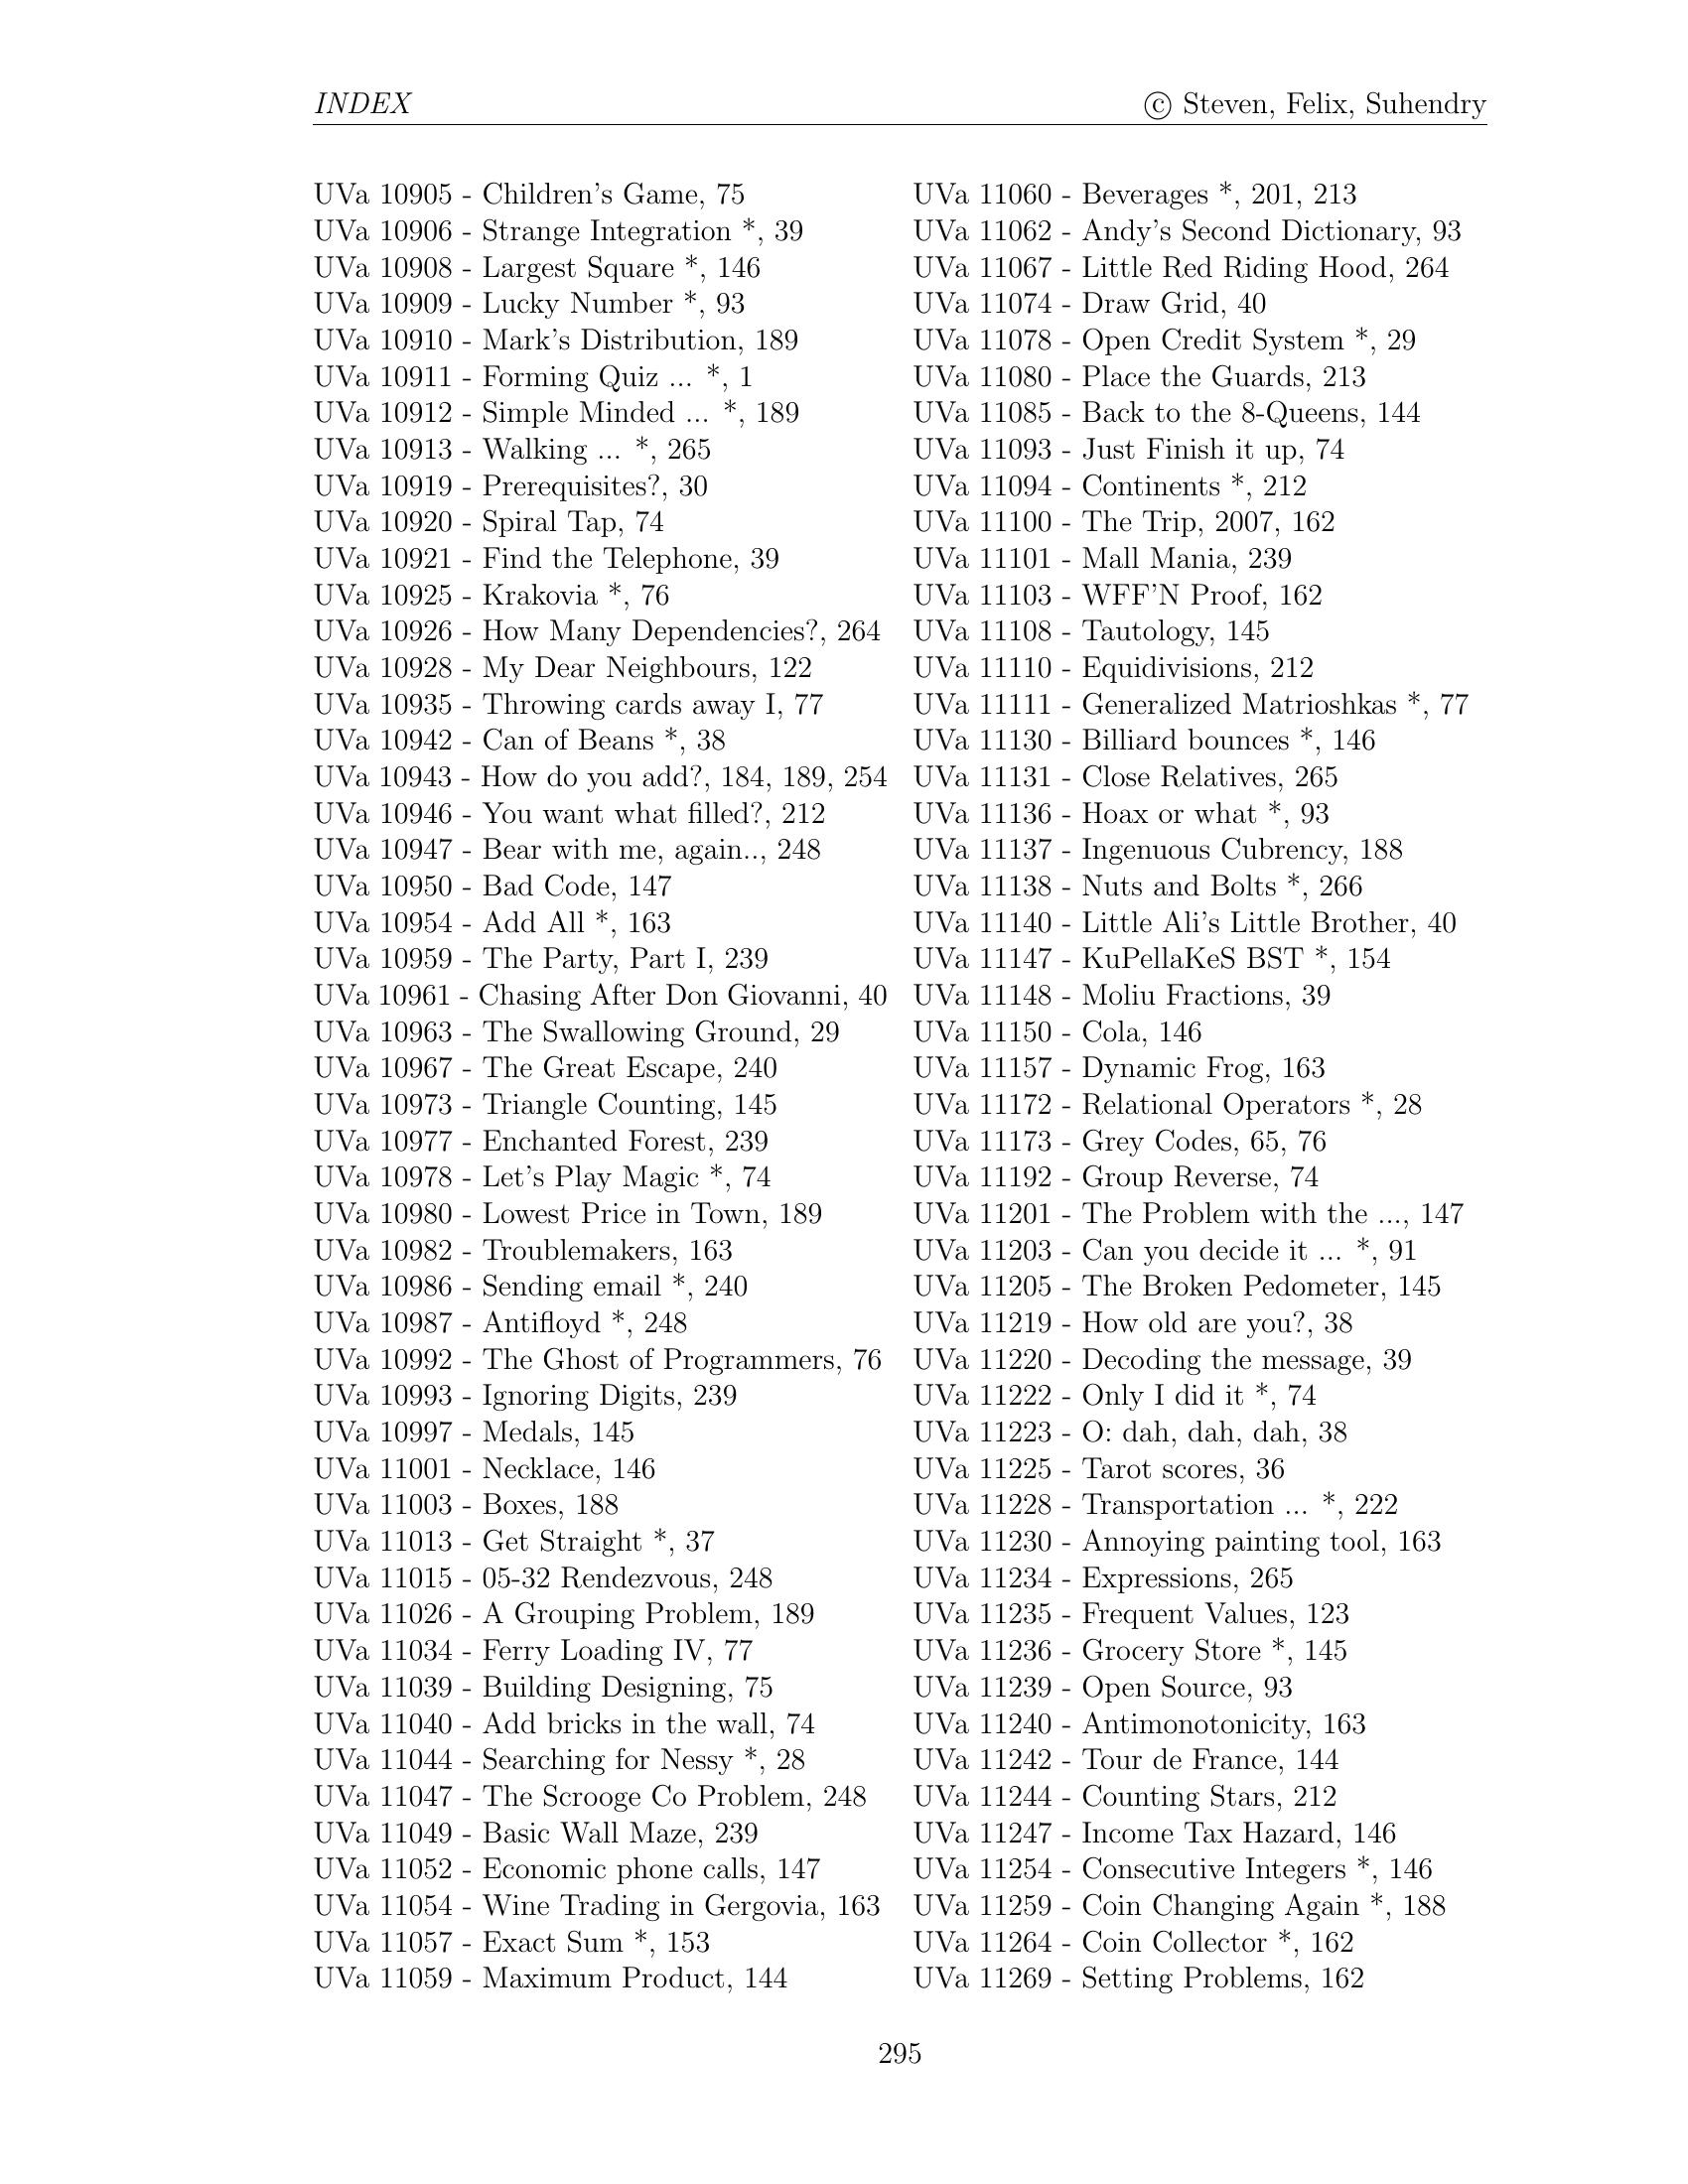 INDEX
© Steven, Felix, Suhendry
UVa 10905 - Children's Game, 75
UVa 10906 - Strange Integration *, 39
UVa 10908 - Largest Square *, 146
UVa 10909 - Lucky Number *, 93
UVa 10910 - Mark's Distribution, 189
UVa 10911 - Forming Quiz ... *, 1
UVa 10912 - Simple Minded ... *, 189
UVa 10913 - Walking ... *, 265
UVa 10919 - Prerequisites?, 30
UVa 10920 - Spiral Tap, 74
UVa 10921 - Find the Telephone, 39
UVa 10925 - Krakovia *, 76
UVa 10926 - How Many Dependencies?, 264
UVa 10928 - My Dear Neighbours, 122
UVa 10935 - Throwing cards away I, 77
UVa 10942 - Can of Beans *, 38
UVa 10943 - How do you add?, 184, 189, 254
UVa 10946 - You want what filled?, 212
UVa 10947 - Bear with me, again.., 248
UVa 10950 - Bad Code, 147
UVa 10954 - Add All *, 163
UVa 10959 - The Party, Part I, 239
UVa 10961 - Chasing After Don Giovanni, 40
UVa 10963 - The Swallowing Ground, 29
UVa 10967 - The Great Escape, 240
UVa 10973 - Triangle Counting, 145
UVa 10977 - Enchanted Forest, 239
UVa 10978 - Let's Play Magic *, 74
UVa 10980 - Lowest Price in Town, 189
UVa 10982 - Troublemakers, 163
UVa 10986 - Sending email *, 240
UVa 10987 - Antifloyd *, 248
UVa 10992 - The Ghost of Programmers, 76
UVa 10993 - Ignoring Digits, 239
UVa 10997 - Medals, 145
UVa 11001 - Necklace, 146
UVa 11003 - Boxes, 188
UVa 11013 - Get Straight *, 37
UVa 11015 - 05-32 Rendezvous, 248
UVa 11026 - A Grouping Problem, 189
UVa 11034 - Ferry Loading IV, 77
UVa 11039 - Building Designing, 75
UVa 11040 - Add bricks in the wall, 74
UVa 11044 - Searching for Nessy *, 28
UVa 11047 - The Scrooge Co Problem, 248
UVa 11049 - Basic Wall Maze, 239
UVa 11052 - Economic phone calls, 147
UVa 11054 - Wine Trading in Gergovia, 163
UVa 11057 - Exact Sum *, 153
UVa 11059 - Maximum Product, 144
UVa 11060 - Beverages *, 201, 213
UVa 11062 - Andy's Second Dictionary, 93
UVa 11067 - Little Red Riding Hood, 264
UVa 11074 - Draw Grid, 40
UVa 11078 - Open Credit System *, 29
UVa 11080 - Place the Guards, 213
UVa 11085 - Back to the 8-Queens, 144
UVa 11093 - Just Finish it up, 74
UVa 11094 - Continents *, 212
UVa 11100 - The Trip, 2007, 162
UVa 11101 - Mall Mania, 239
UVa 11103 - WFF'N Proof, 162
UVa 11108 - Tautology, 145
UVa 11110 - Equidivisions, 212
UVa 11111 - Generalized Matrioshkas *, 77
UVa 11130 - Billiard bounces *, 146
UVa 11131 - Close Relatives, 265
UVa 11136 - Hoax or what *, 93
UVa 11137 - Ingenuous Cubrency, 188
UVa 11138 - Nuts and Bolts *, 266
UVa 11140 - Little Ali's Little Brother, 40
UVa 11147 - KuPellaKeS BST *, 154
UVa 11148 - Moliu Fractions, 39
UVa 11150 - Cola, 146
UVa 11157 - Dynamic Frog, 163
UVa 11172 - Relational Operators *, 28
UVa 11173 - Grey Codes, 65, 76
UVa 11192 - Group Reverse, 74
UVa 11201 - The Problem with the ..., 147
UVa 11203 - Can you decide it ... *, 91
UVa 11205 - The Broken Pedometer, 145
UVa 11219 - How old are you?, 38
UVa 11220 - Decoding the message, 39
UVa 11222 - Only I did it *, 74
UVa 11223 - O: dah, dah, dah, 38
UVa 11225 - Tarot scores, 36
UVa 11228 - Transportation ... *, 222
UVa 11230 - Annoying painting tool, 163
UVa 11234 - Expressions, 265
UVa 11235 - Frequent Values, 123
UVa 11236 - Grocery Store *, 145
UVa 11239 - Open Source, 93
UVa 11240 - Antimonotonicity, 163
UVa 11242 - Tour de France, 144
UVa 11244 - Counting Stars, 212
UVa 11247 - Income Tax Hazard, 146
UVa 11254 - Consecutive Integers *, 146
UVa 11259 - Coin Changing Again *, 188
UVa 11264 - Coin Collector *, 162
UVa 11269 - Setting Problems, 162
295